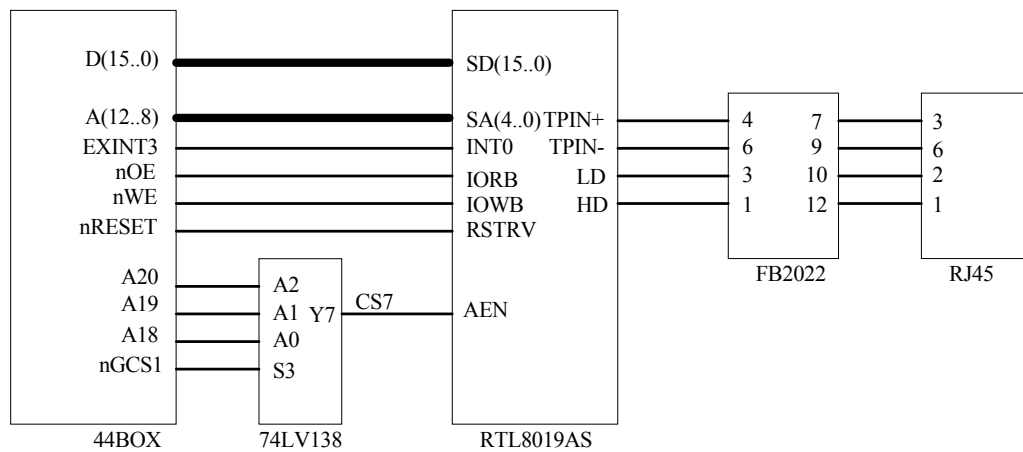 D(15..0) SD(15..0)
A(12..8) SA(4..0) TPIN+ 4 7 3
EXINT3 INT0 TPIN- 6 9 6
nOE IORB LD 3 10 2
nWE IOWB HD 1 12 1
nRESET RSTRV
FB2022 RJ45
A20 A2
A19 A1 Y7 CS7 AEN
A18 A0
nGCS1 S3
44BOX 74LV138 RTL8019AS